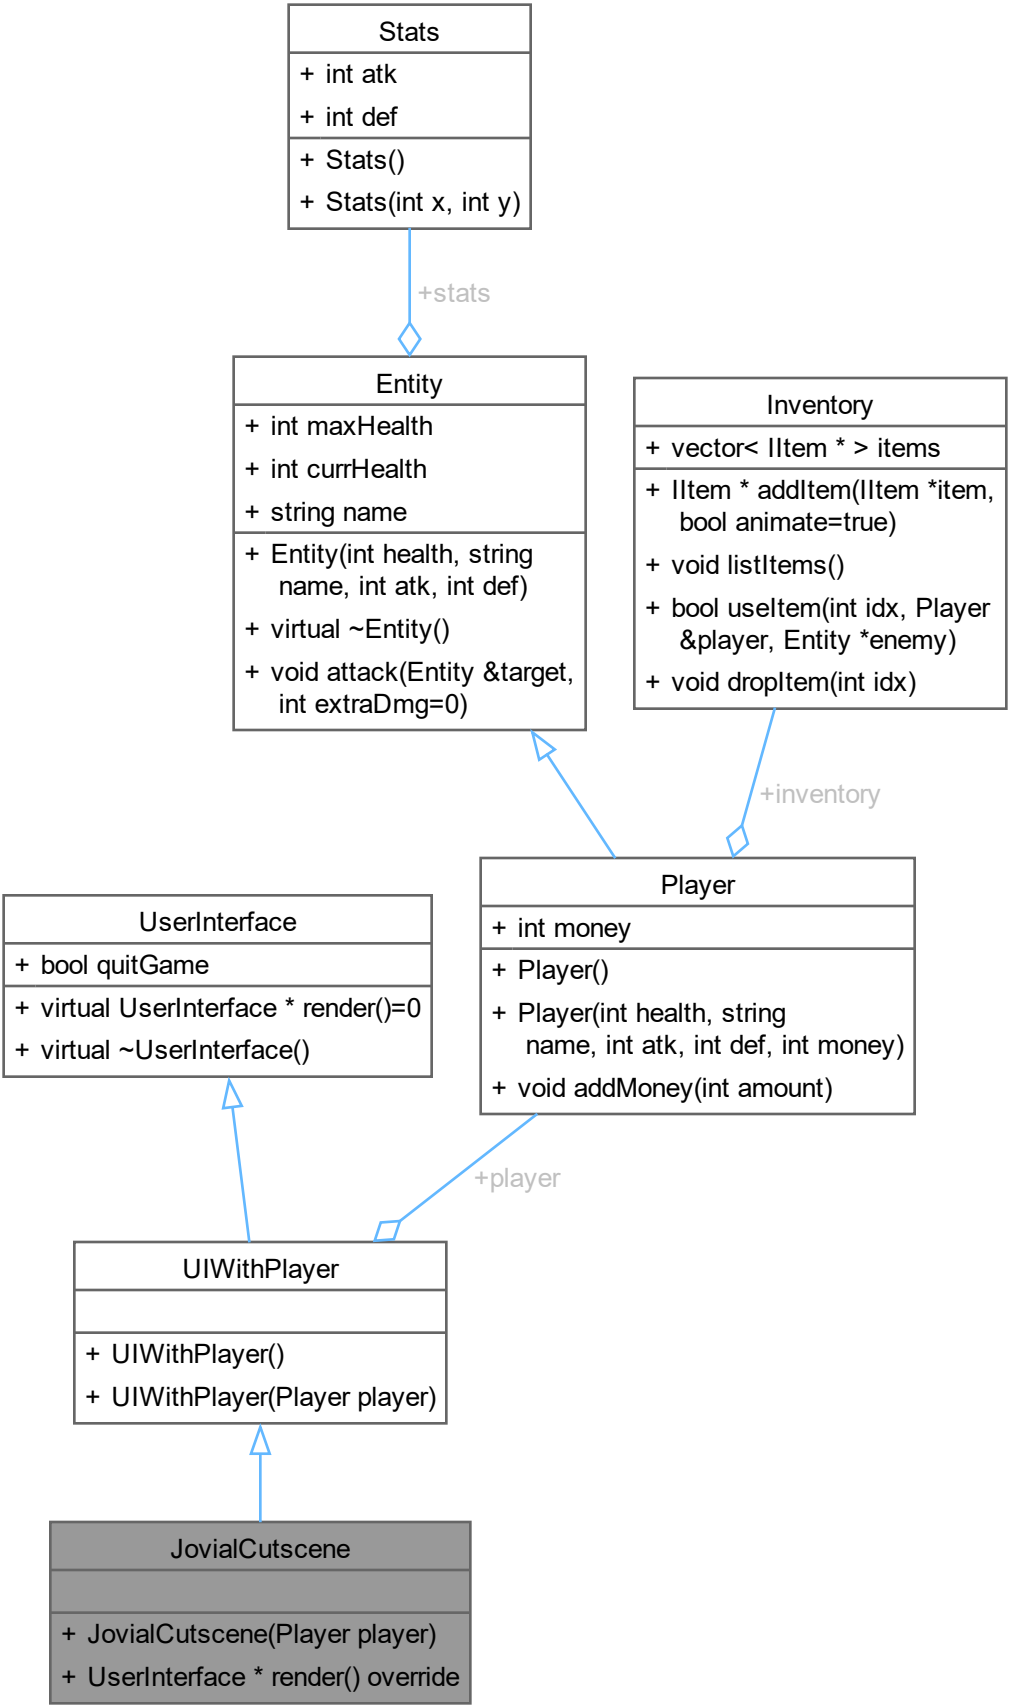 Stats
+ int atk
+ int def
+ Stats()
+ Stats(int x, int y)
+stats
Entity
+ int maxHealth
+ int currHealth
+ string name
+ Entity(int health, string
name, int atk, int def)
+ virtual ~Entity()
+ void attack(Entity &target,
int extraDmg=0)
Inventory
+ vector< IItem * > items
+ IItem * addItem(IItem *item,
bool animate=true)
+ void listItems()
+ bool useItem(int idx, Player
&player, Entity *enemy)
+ void dropItem(int idx)
+inventory
Player
+ int money
+ Player()
+ Player(int health, string
name, int atk, int def, int money)
+ void addMoney(int amount)
UserInterface
+ bool quitGame
+ virtual UserInterface * render()=0
+ virtual ~UserInterface()
+player
UIWithPlayer
+ UIWithPlayer()
+ UIWithPlayer(Player player)
JovialCutscene
+ JovialCutscene(Player player)
+ UserInterface * render() override